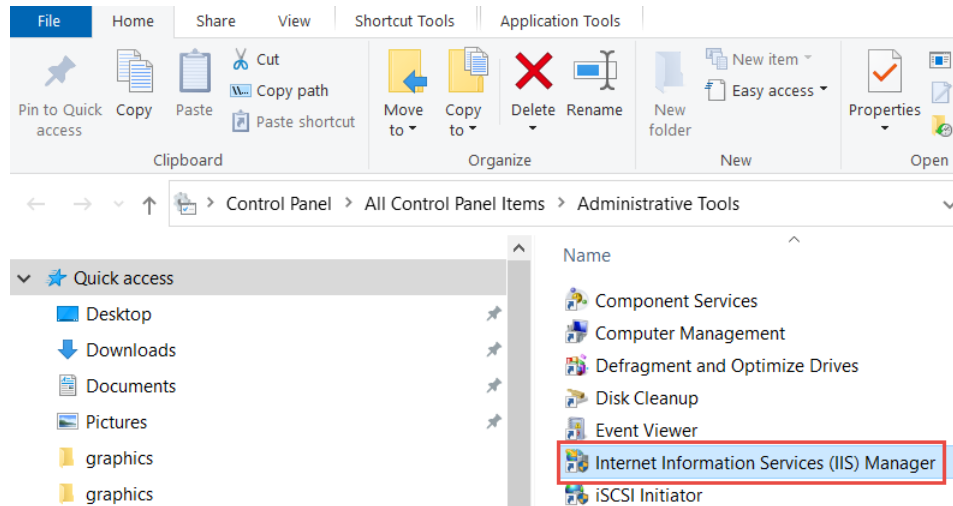 File Home Share View Shortcut Tools Application Tools
Pin to Quick access
Copy
Paste
Cut
Copy path
Paste shortcut
Move to
Copy to
Delete
Rename
New folder
New item
Easy access
Properties
Clipboard Organize New Open
Control Panel > All Control Panel Items > Administrative Tools
Quick access
Desktop
Downloads
Documents
Pictures
graphics
graphics
Name
Component Services
Computer Management
Defragment and Optimize Drives
Disk Cleanup
Event Viewer
Internet Information Services (IIS) Manager
iSCSI Initiator